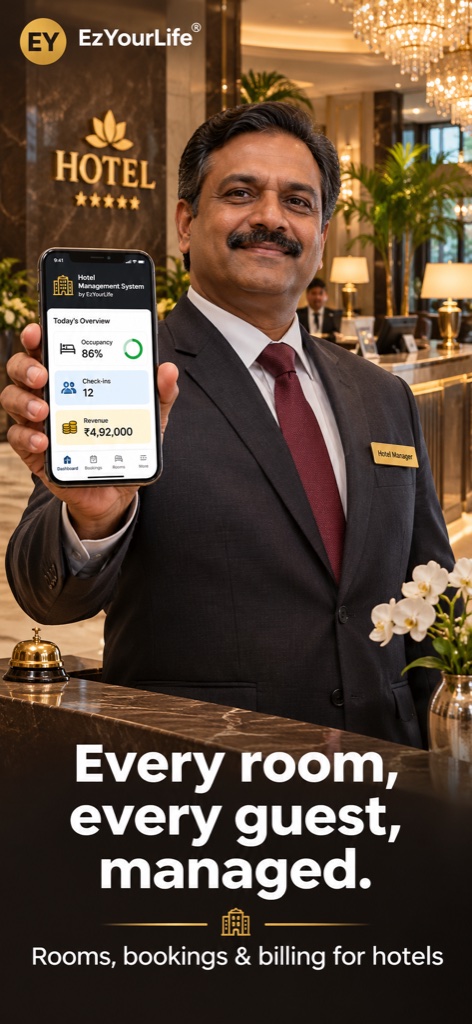 EY EzYourLife®
HOTEL
★★★★★
9:41
Hotel
Management System
by EzYourLife
Today's Overview
Occupancy
86%
Check-ins
12
Revenue
₹4,92,000
Dashboard Bookings Rooms More
Hotel Manager
Every room,
every guest,
managed.
Rooms, bookings & billing for hotels